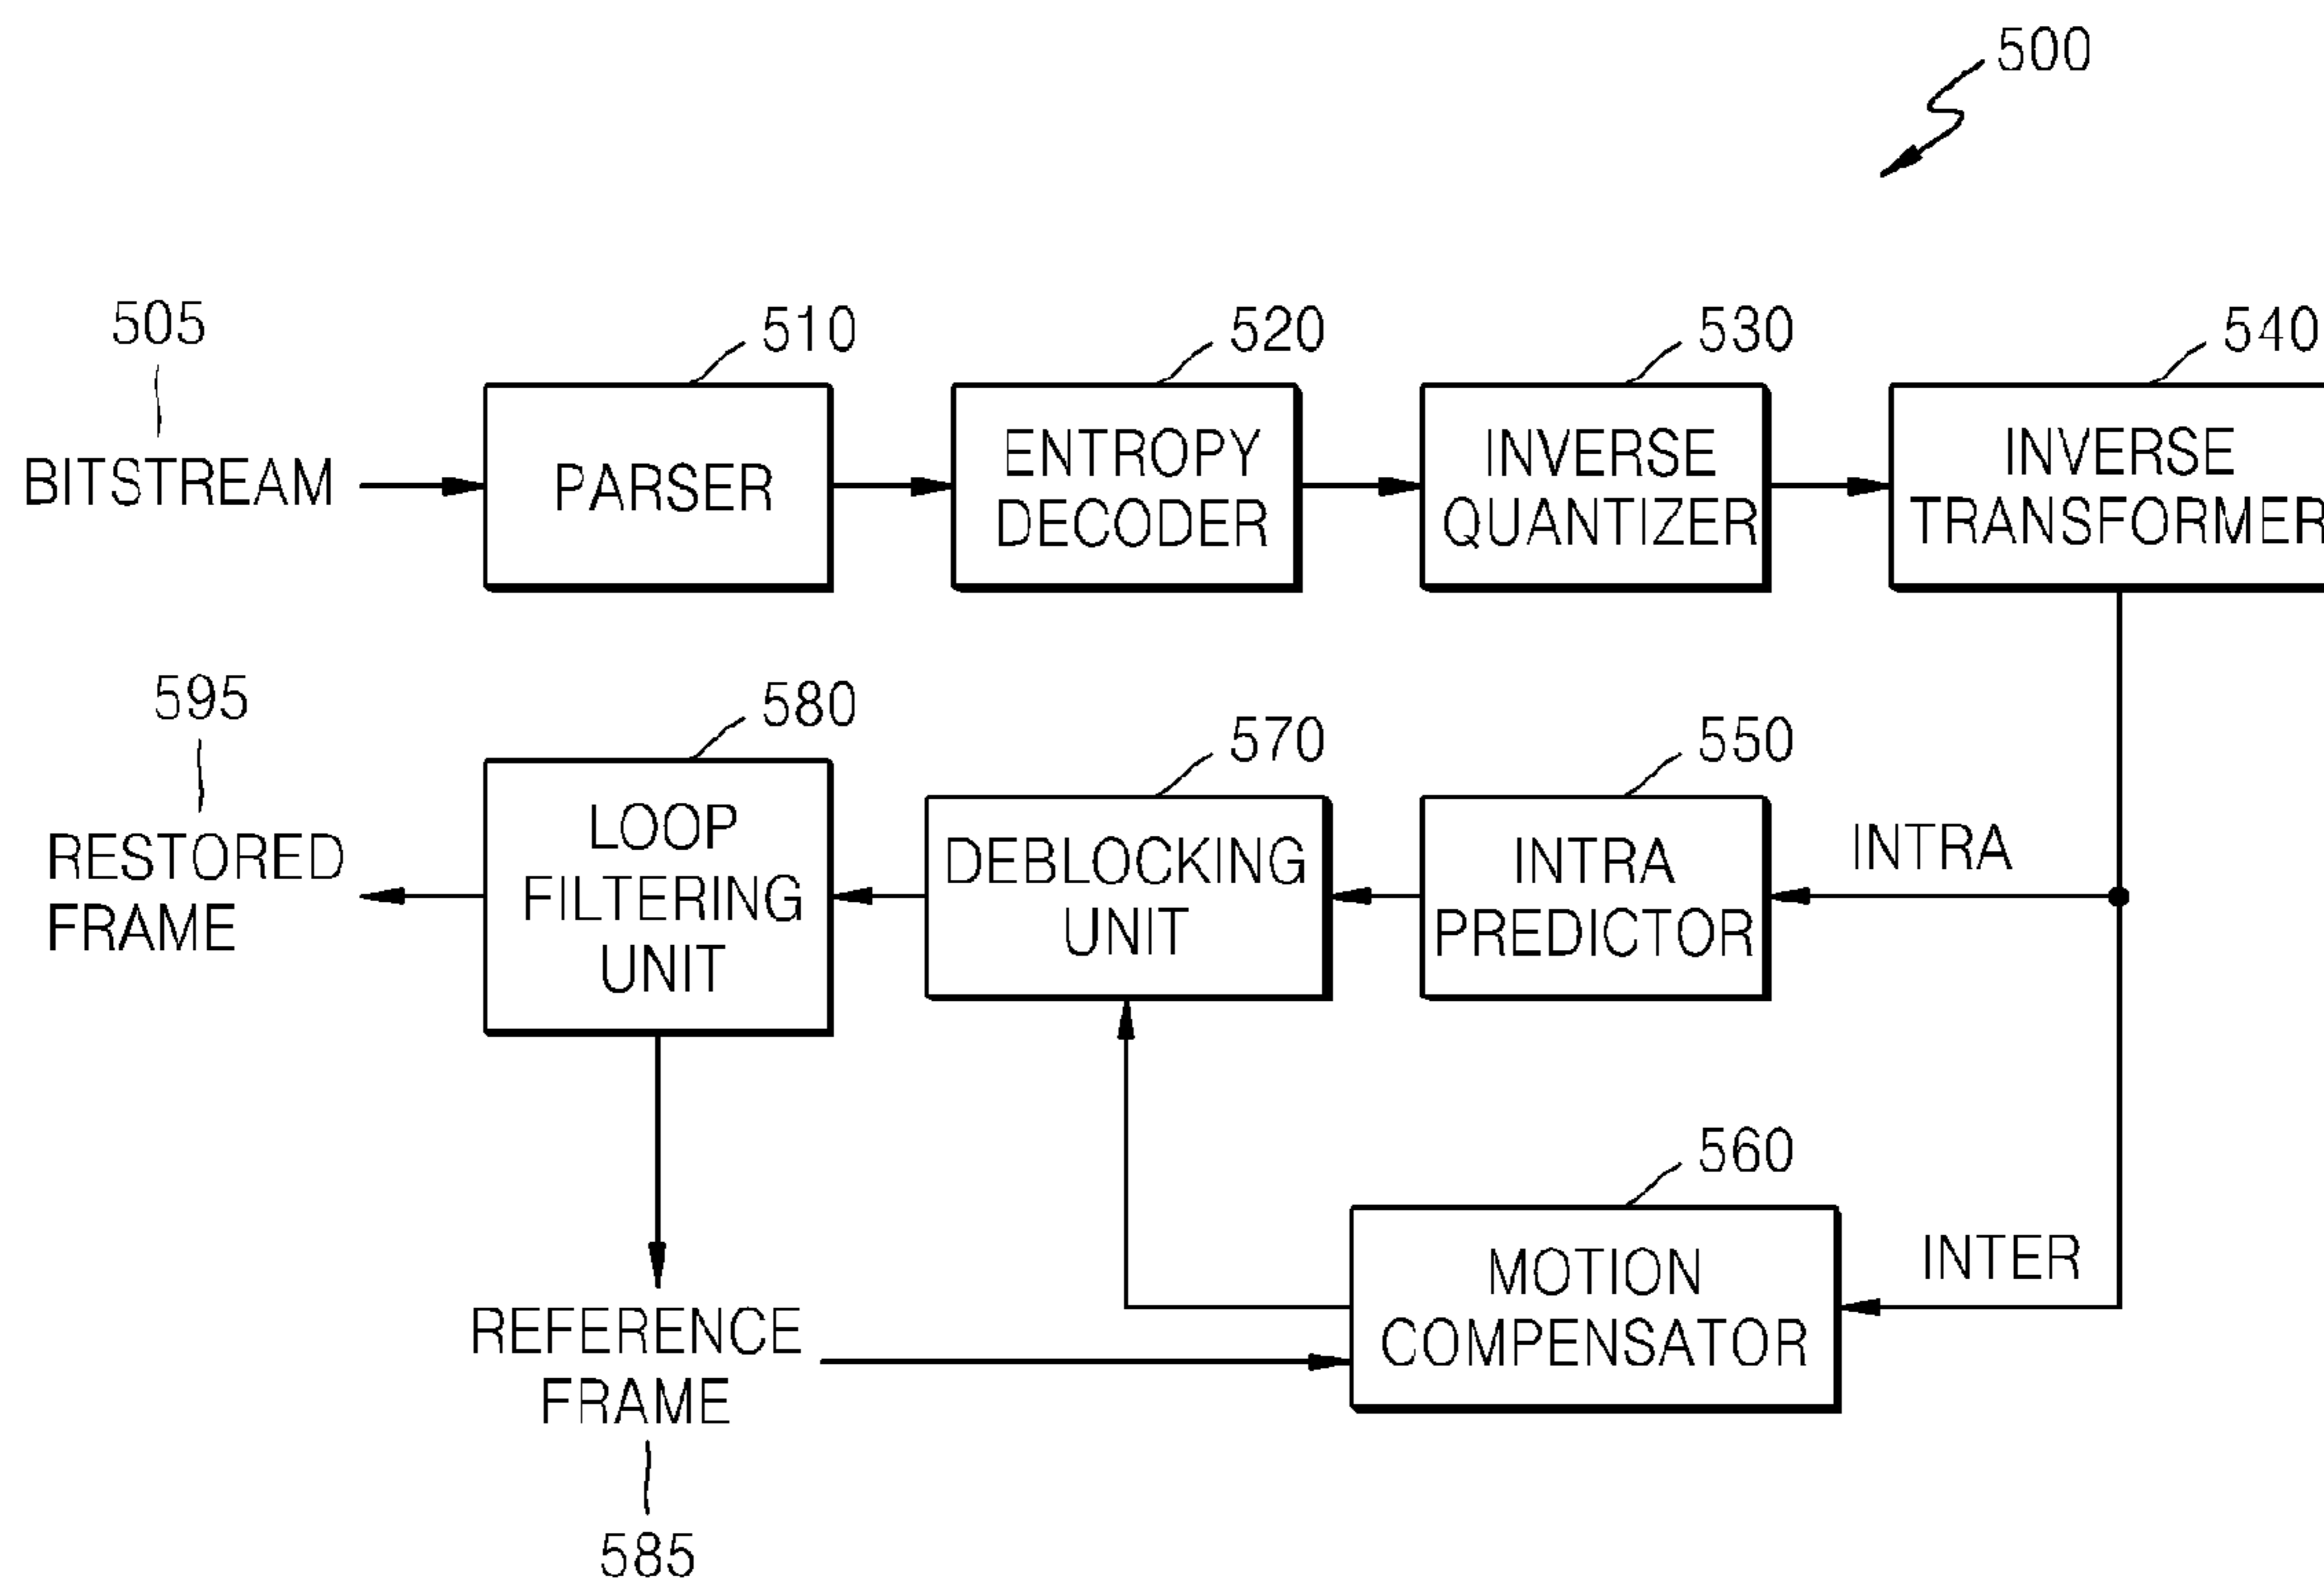 500
505
510
520
530
540
BITSTREAM
PARSER
ENTROPY
DECODER
INVERSE
QUANTIZER
INVERSE
TRANSFORMER
595
580
570
550
RESTORED
FRAME
LOOP
FILTERING
UNIT
DEBLOCKING
UNIT
INTRA
PREDICTOR
INTRA
560
MOTION
COMPENSATOR
INTER
REFERENCE
FRAME
585